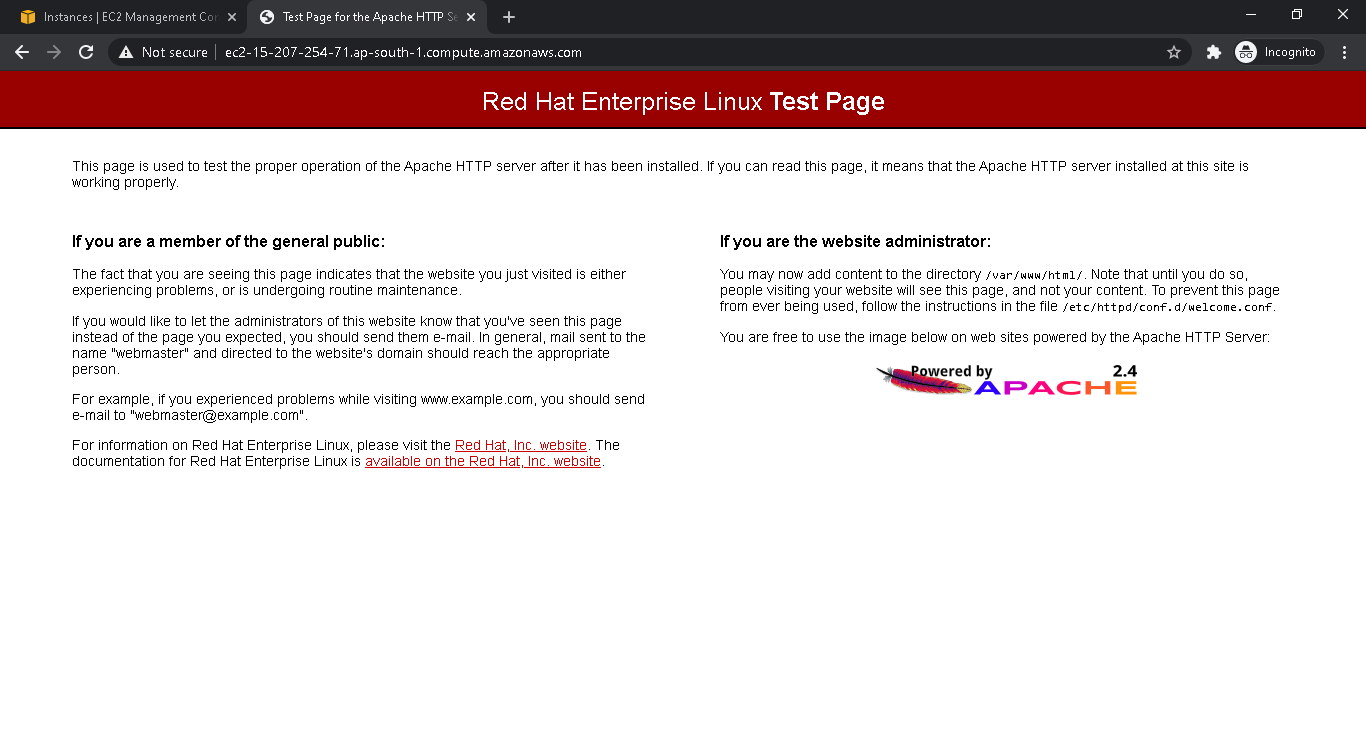 Instances | EC2 Management Con
Test Page for the Apache HTTP Se
Not secure
ec2-15-207-254-71.ap-south-1.compute.amazonaws.com
Incognito
Red Hat Enterprise Linux Test Page
This page is used to test the proper operation of the Apache HTTP server after it has been installed. If you can read this page, it means that the Apache HTTP server installed at this site is
working properly.
If you are a member of the general public:
The fact that you are seeing this page indicates that the website you just visited is either
experiencing problems, or is undergoing routine maintenance.
If you would like to let the administrators of this website know that you've seen this page
instead of the page you expected, you should send them e-mail. In general, mail sent to the
name "webmaster" and directed to the website's domain should reach the appropriate
person.
For example, if you experienced problems while visiting www.example.com, you should send
e-mail to "webmaster@example.com".
For information on Red Hat Enterprise Linux, please visit the Red Hat, Inc. website. The
documentation for Red Hat Enterprise Linux is available on the Red Hat, Inc. website.
If you are the website administrator:
You may now add content to the directory /var/www/html/. Note that until you do so,
people visiting your website will see this page, and not your content. To prevent this page
from ever being used, follow the instructions in the file /etc/httpd/conf.d/welcome.conf.
You are free to use the image below on web sites powered by the Apache HTTP Server:
Powered by 2.4
APACHE